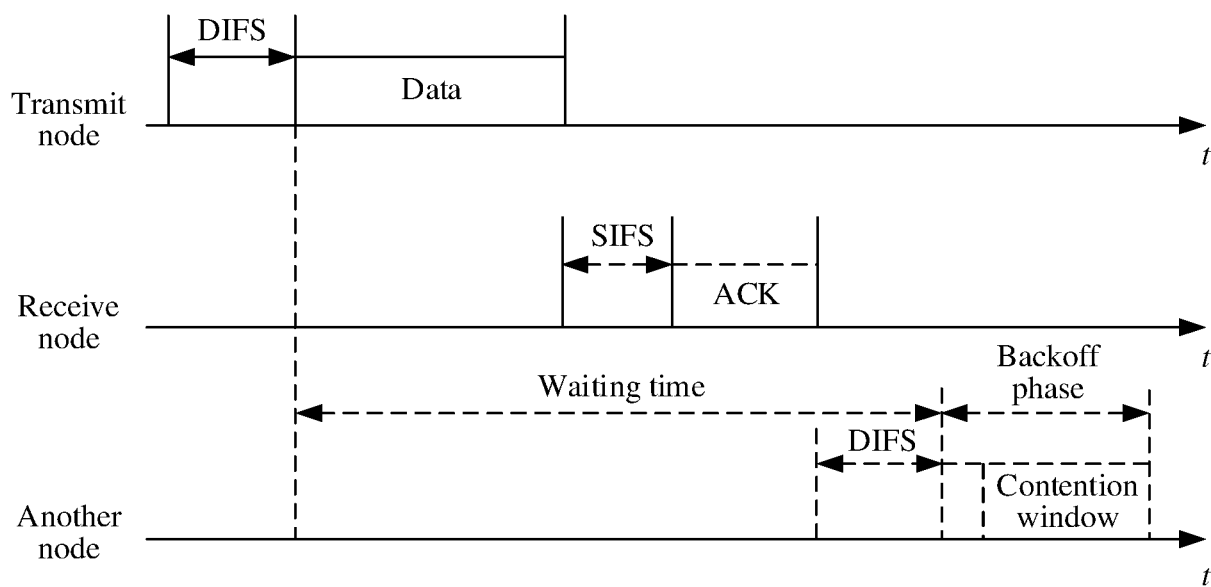 DIFS
Data
Transmit
node
t
SIFS
ACK
Receive
node
t
Waiting time
Backoff
phase
DIFS
Contention
window
Another
node
t